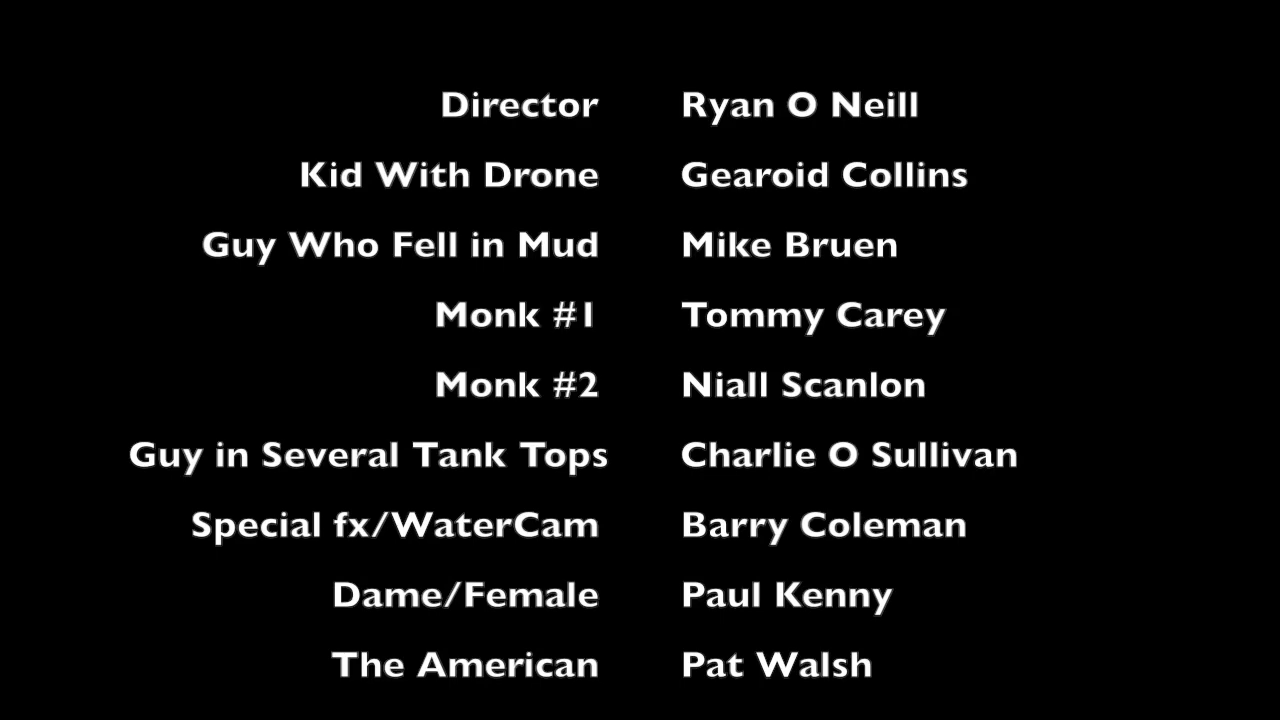 Director Ryan O Neill
Kid With Drone Gearoid Collins
Guy Who Fell in Mud Mike Bruen
Monk #1 Tommy Carey
Monk #2 Niall Scanlon
Guy in Several Tank Tops Charlie O Sullivan
Special fx/WaterCam Barry Coleman
Dame/Female Paul Kenny
The American Pat Walsh